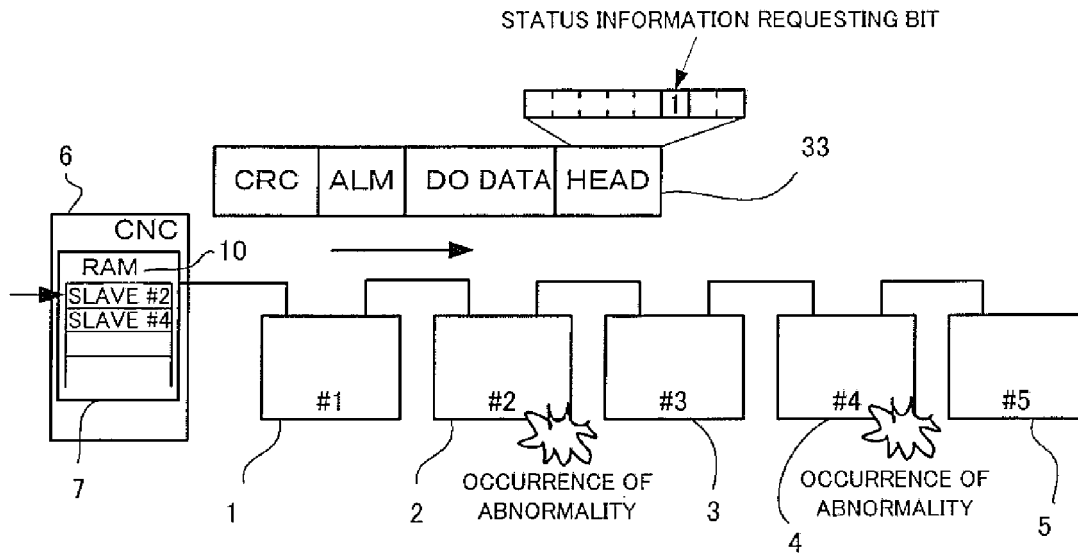 STATUS INFORMATION REQUESTING BIT
1
33
CRC ALM DO DATA HEAD
6
CNC
10
RAM
SLAVE #2
SLAVE #4
#1 #2 #3 #4 #5
7 1 2 3 4 5
OCCURRENCE OF
ABNORMALITY
OCCURRENCE OF
ABNORMALITY